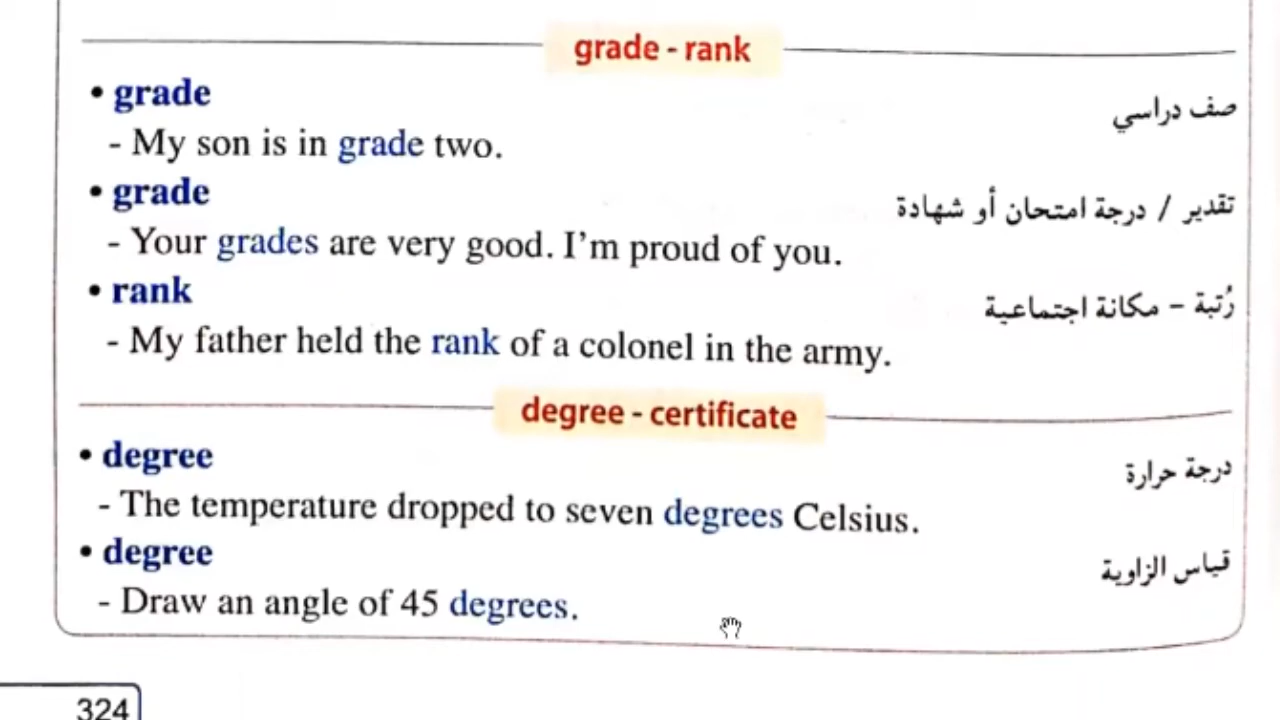 grade - rank
• grade صف دراسي
- My son is in grade two.
• grade تقدير / درجة امتحان أو شهادة
- Your grades are very good. I'm proud of you.
• rank رُتبة – مكانة اجتماعية
- My father held the rank of a colonel in the army.
degree - certificate
• degree درجة حرارة
- The temperature dropped to seven degrees Celsius.
• degree قياس الزاوية
- Draw an angle of 45 degrees.
324